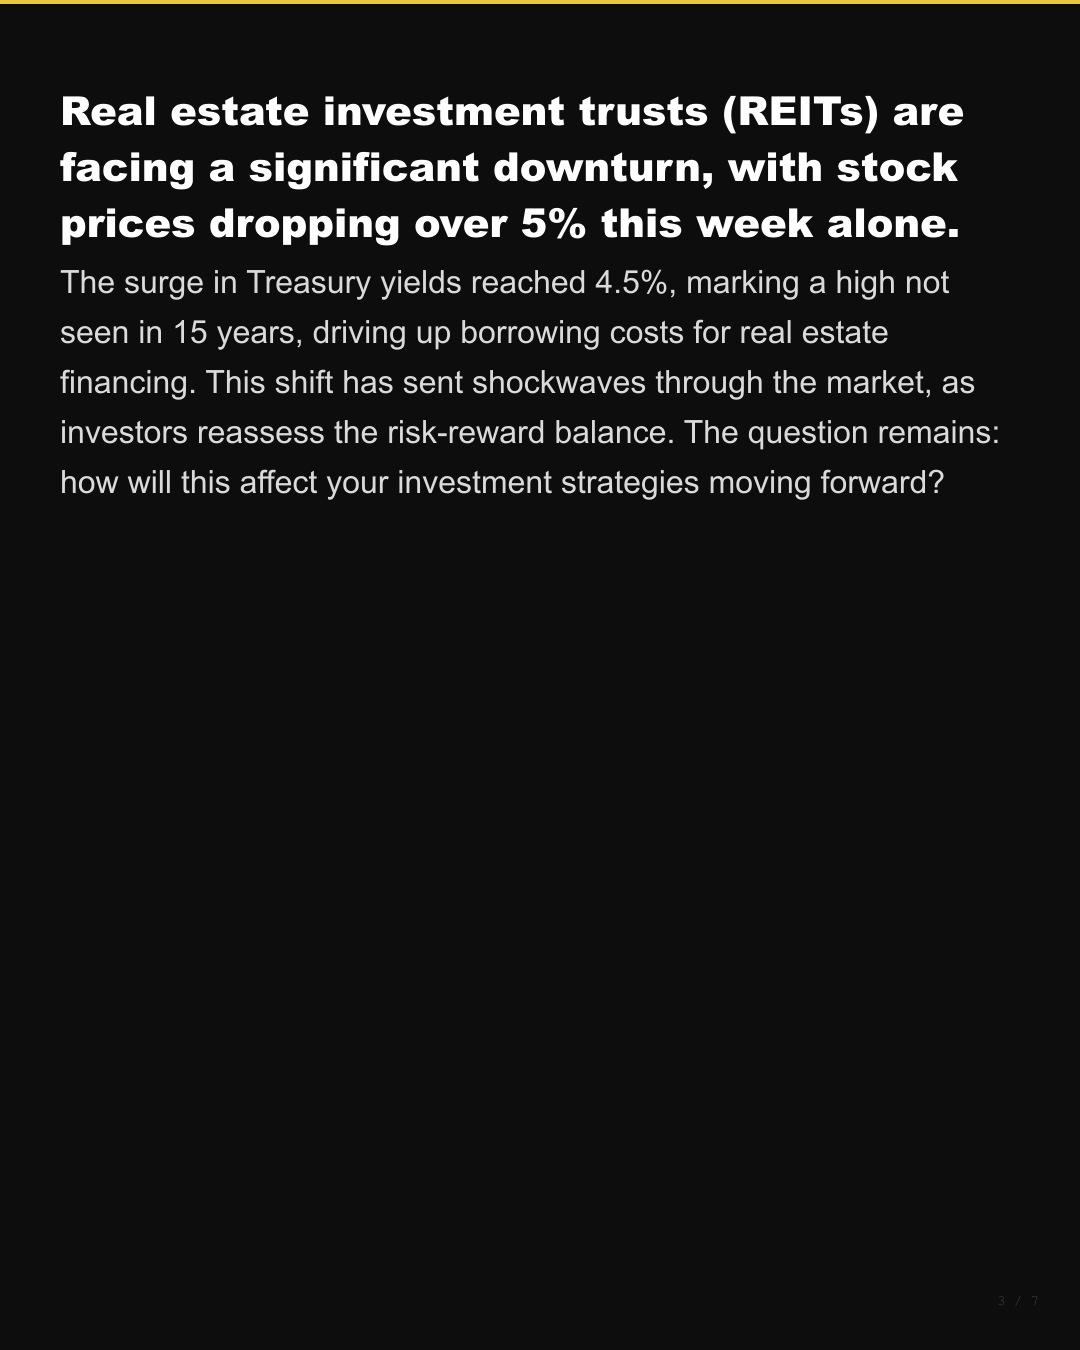 Real estate investment trusts (REITs) are
facing a significant downturn, with stock
prices dropping over 5% this week alone.
The surge in Treasury yields reached 4.5%, marking a high not
seen in 15 years, driving up borrowing costs for real estate
financing. This shift has sent shockwaves through the market, as
investors reassess the risk-reward balance. The question remains:
how will this affect your investment strategies moving forward?
3 / 7